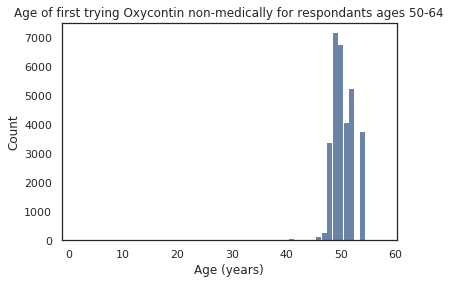 Age of first trying Oxycontin non-medically for respondants ages 50-64
7000
6000
5000
4000
3000
2000
1000
0
Count
0 10 20 30 40 50 60
Age (years)